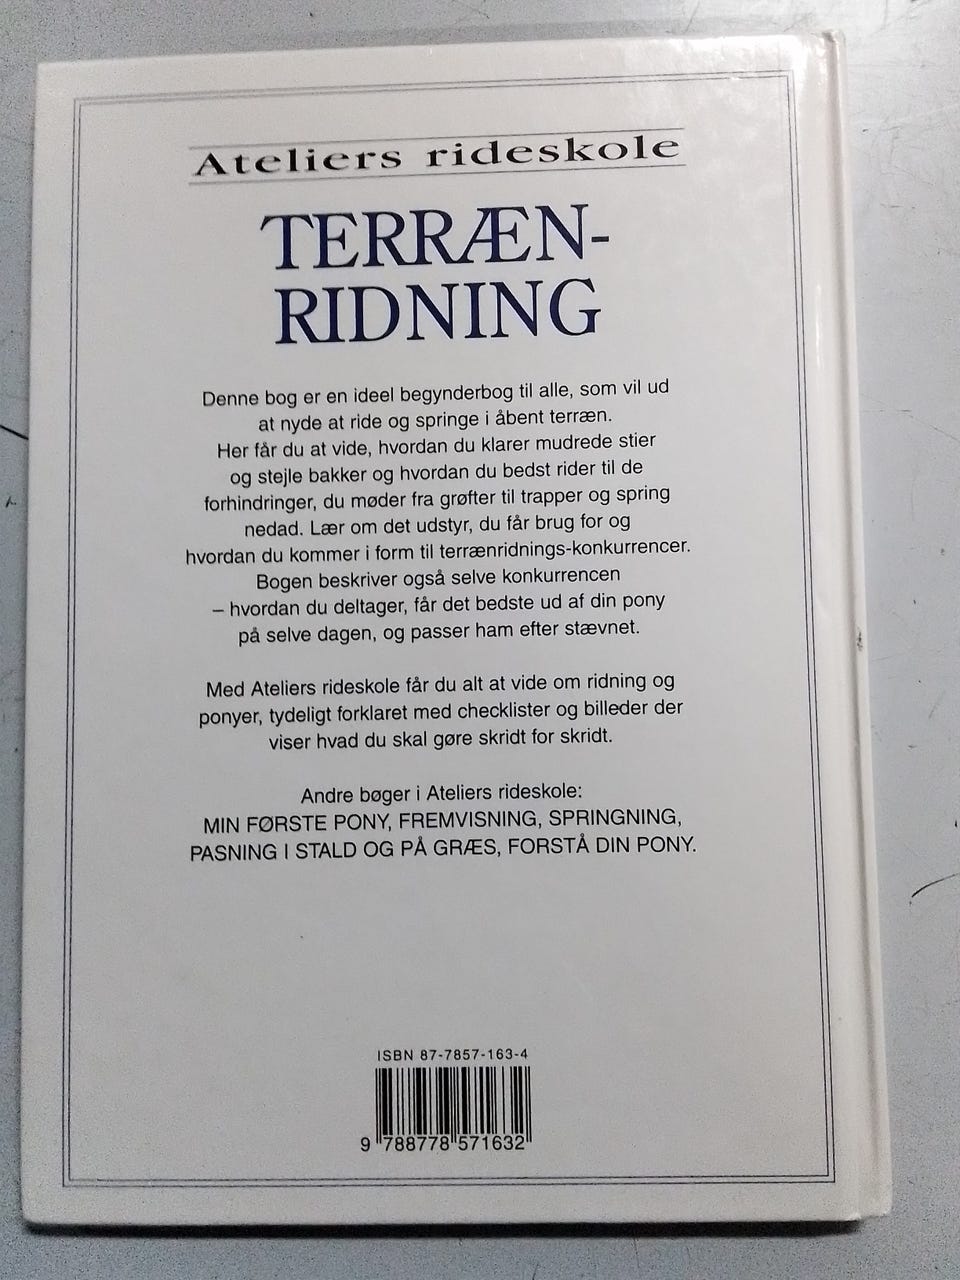 Ateliers rideskole
TERRÆN-
RIDNING
Denne bog er en ideel begynderbog til alle, som vil ud
at nyde at ride og springe i åbent terræn.
Her får du at vide, hvordan du klarer mudrede stier
og stejle bakker og hvordan du bedst rider til de
forhindringer, du møder fra grøfter til trapper og spring
nedad. Lær om det udstyr, du får brug for og
hvordan du kommer i form til terrænridnings-konkurrencer.
Bogen beskriver også selve konkurrencen
– hvordan du deltager, får det bedste ud af din pony
på selve dagen, og passer ham efter stævnet.
Med Ateliers rideskole får du alt at vide om ridning og
ponyer, tydeligt forklaret med checklister og billeder der
viser hvad du skal gøre skridt for skridt.
Andre bøger i Ateliers rideskole:
MIN FØRSTE PONY, FREMVISNING, SPRINGNING,
PASNING I STALD OG PÅ GRÆS, FORSTÅ DIN PONY.
ISBN 87-7857-163-4
9 788778 571632